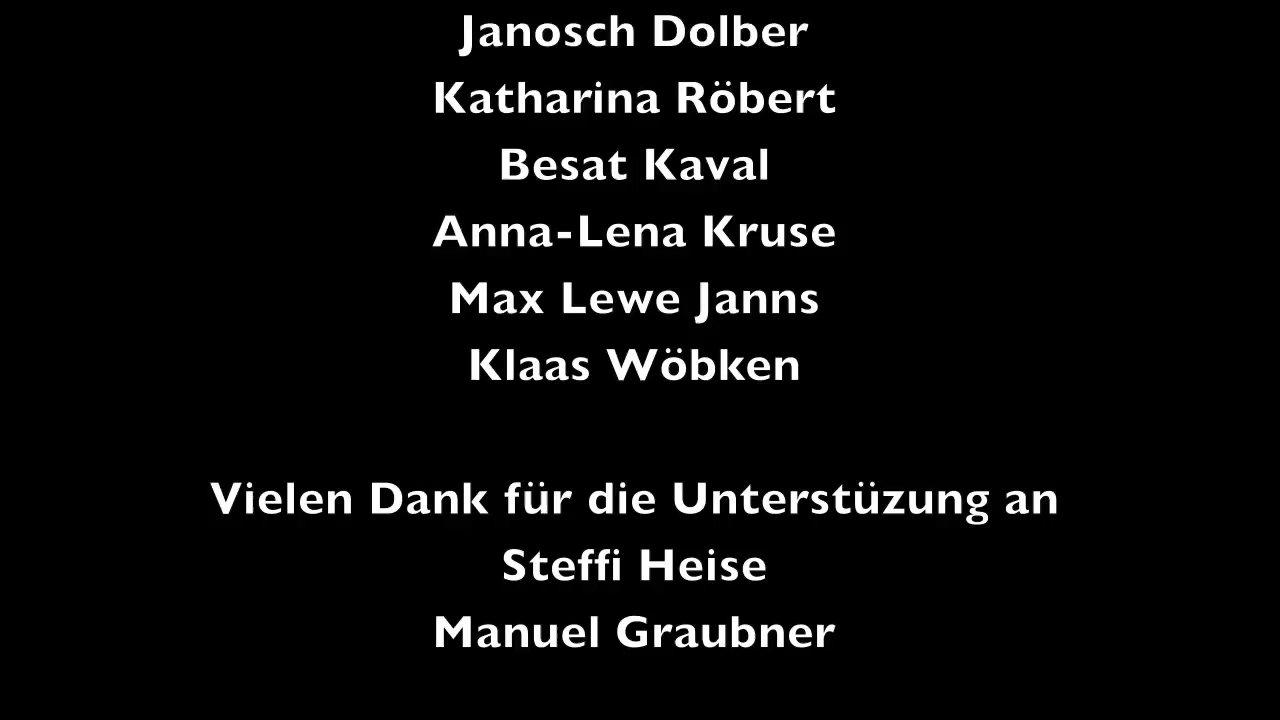 Janosch Dolber
Katharina Röbert
Besat Kaval
Anna-Lena Kruse
Max Lewe Janns
Klaas Wöbken
Vielen Dank für die Unterstüzung an
Steffi Heise
Manuel Graubner